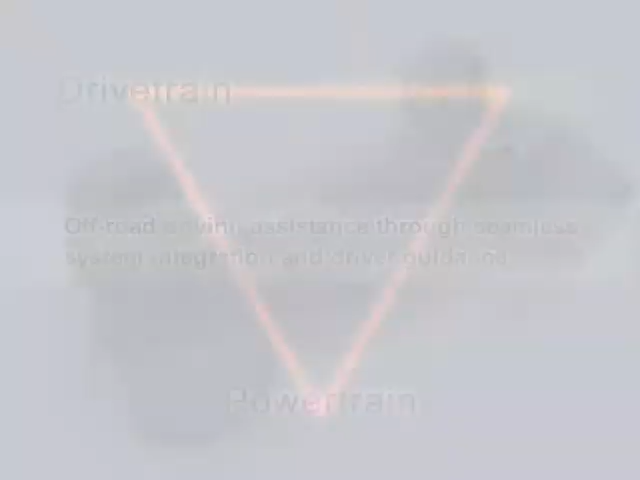 Drivetrain
Off-road driving assistance through seamless
system integration and driver guidance
Powertrain